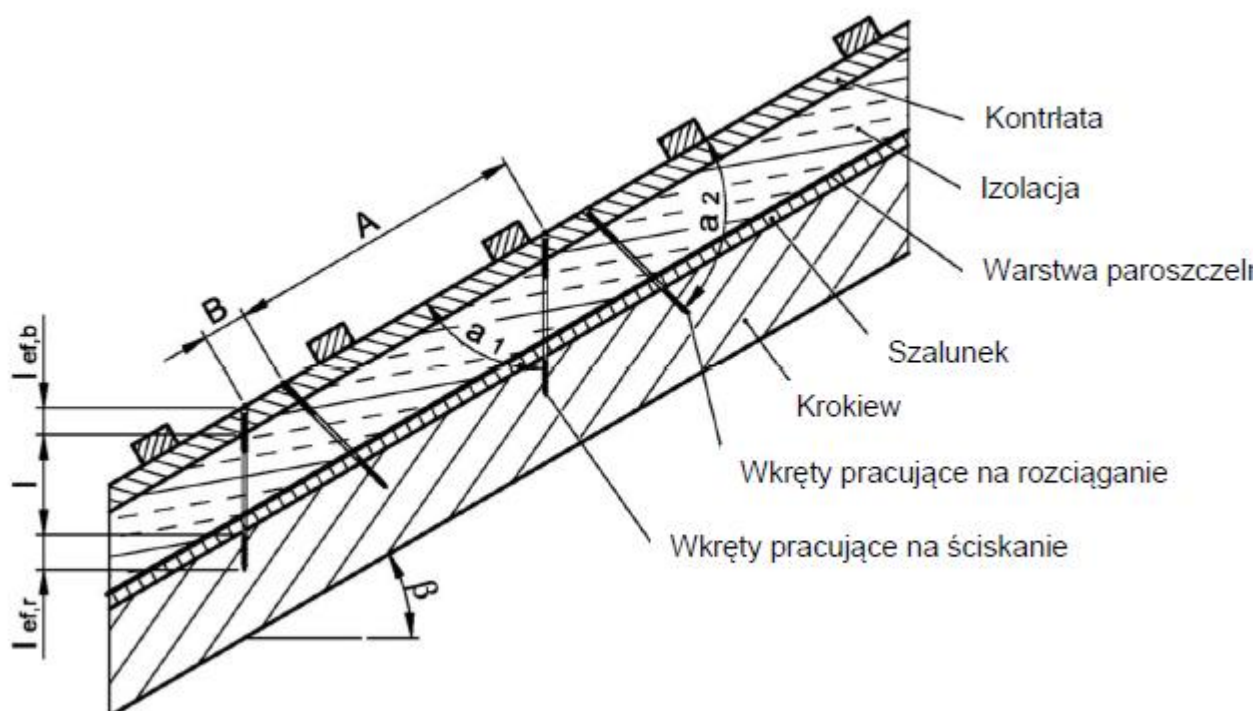 Kontrłata
Izolacja
Warstwa paroszczeln
Szalunek
Krokiew
Wkręty pracujące na rozciąganie
Wkręty pracujące na ściskanie
A
B
a 1
a 2
l ef,b
l
l ef,r
β